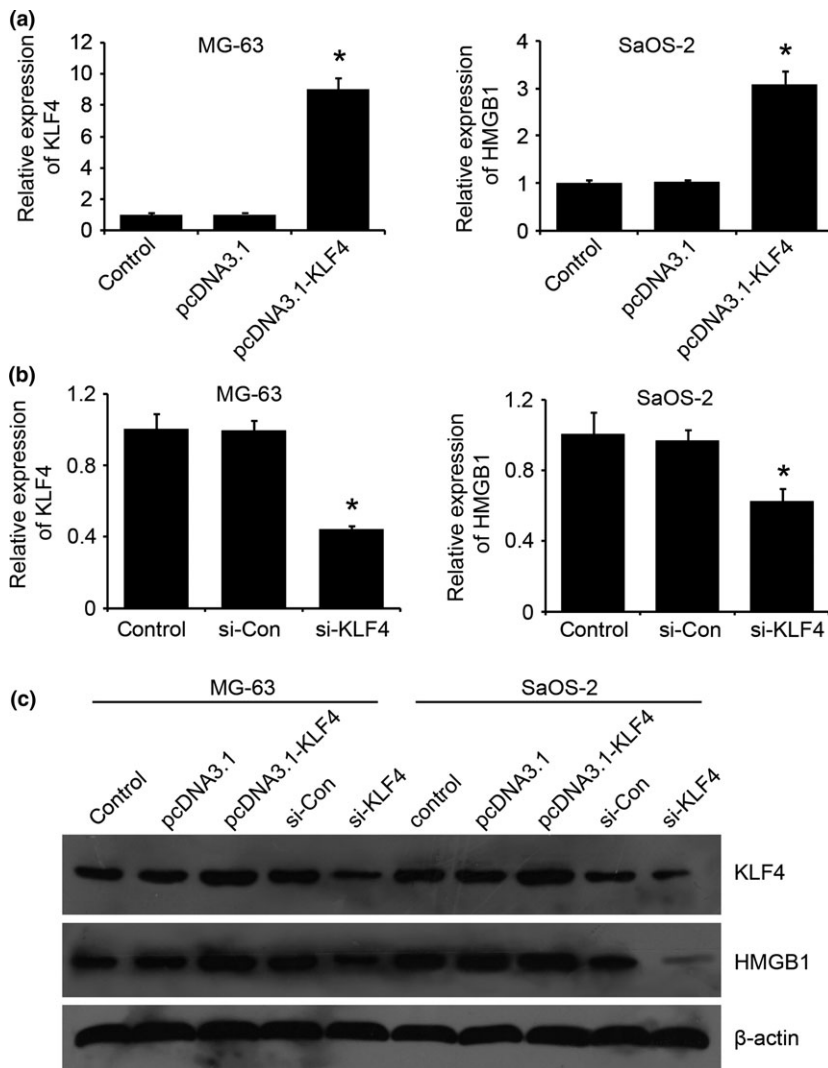 (a)
MG-63
Relative expression
of KLF4
12
10
8
6
4
2
0
*
Control
pcDNA3.1
pcDNA3.1-KLF4
SaOS-2
Relative expression
of HMGB1
4
3
2
1
0
*
Control
pcDNA3.1
pcDNA3.1-KLF4
(b)
MG-63
Relative expression
of KLF4
1.2
0.8
0.4
0
*
Control
si-Con
si-KLF4
SaOS-2
Relative expression
of HMGB1
1.2
0.8
0.4
0
*
Control
si-Con
si-KLF4
(c)
MG-63
SaOS-2
Control
pcDNA3.1
pcDNA3.1-KLF4
si-Con
si-KLF4
control
pcDNA3.1
pcDNA3.1-KLF4
si-Con
si-KLF4
KLF4
HMGB1
β-actin